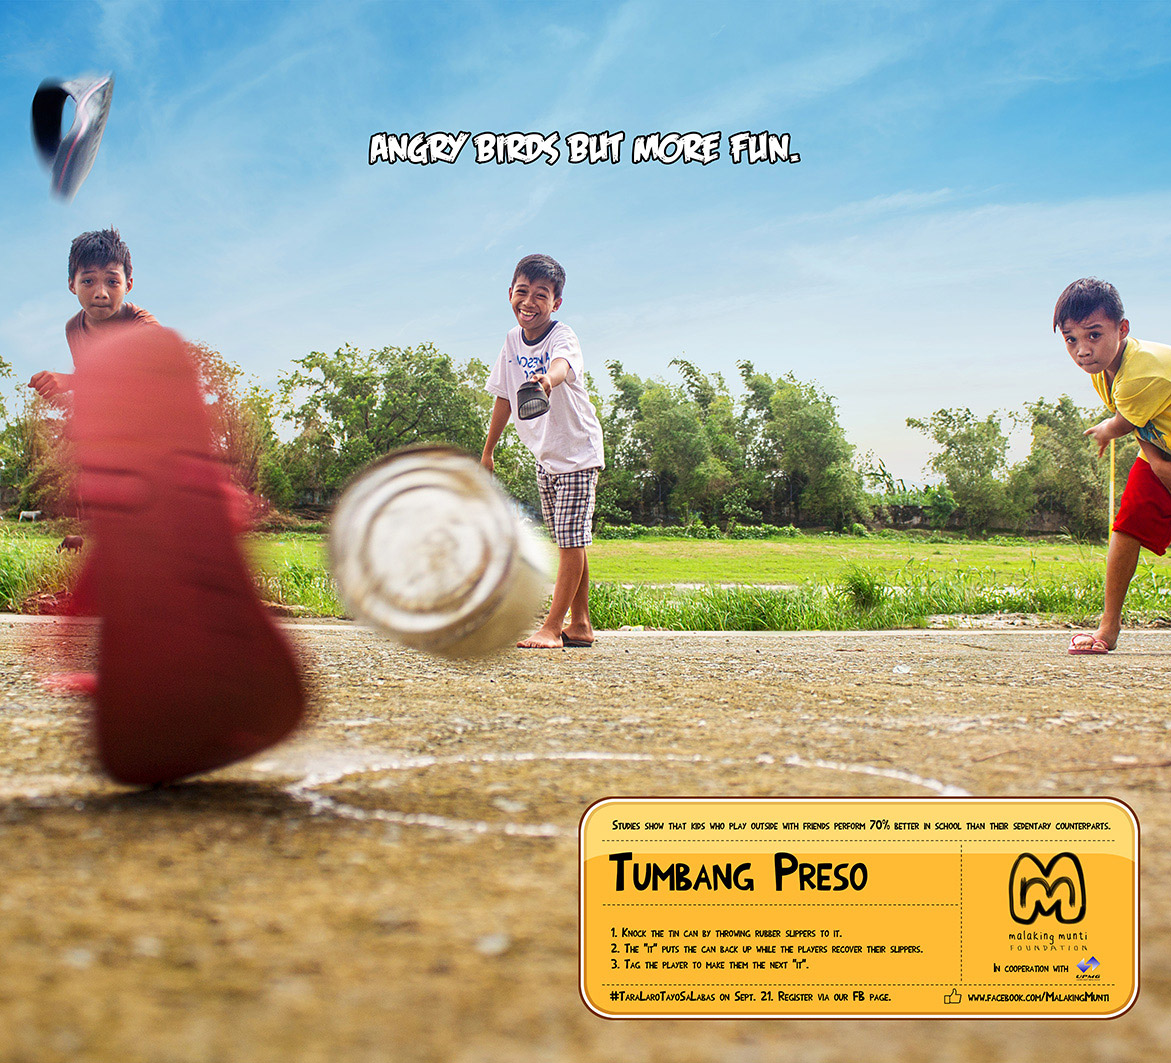 ANGRY BIRDS BUT MORE FUN.
STUDIES SHOW THAT KIDS WHO PLAY OUTSIDE WITH FRIENDS PERFORM 70% BETTER IN SCHOOL THAN THEIR SEDENTARY COUNTERPARTS.
TUMBANG PRESO
1. KNOCK THE TIN CAN BY THROWING RUBBER SLIPPERS TO IT.
2. THE "IT" PUTS THE CAN BACK UP WHILE THE PLAYERS RECOVER THEIR SLIPPERS.
3. TAG THE PLAYER TO MAKE THEM THE NEXT "IT".
malaking munti
FOUNDATION
IN COOPERATION WITH
UPMG
#TARALAROTAYOSALABAS ON SEPT. 21. REGISTER VIA OUR FB PAGE.
WWW.FACEBOOK.COM/MALAKINGMUNTI